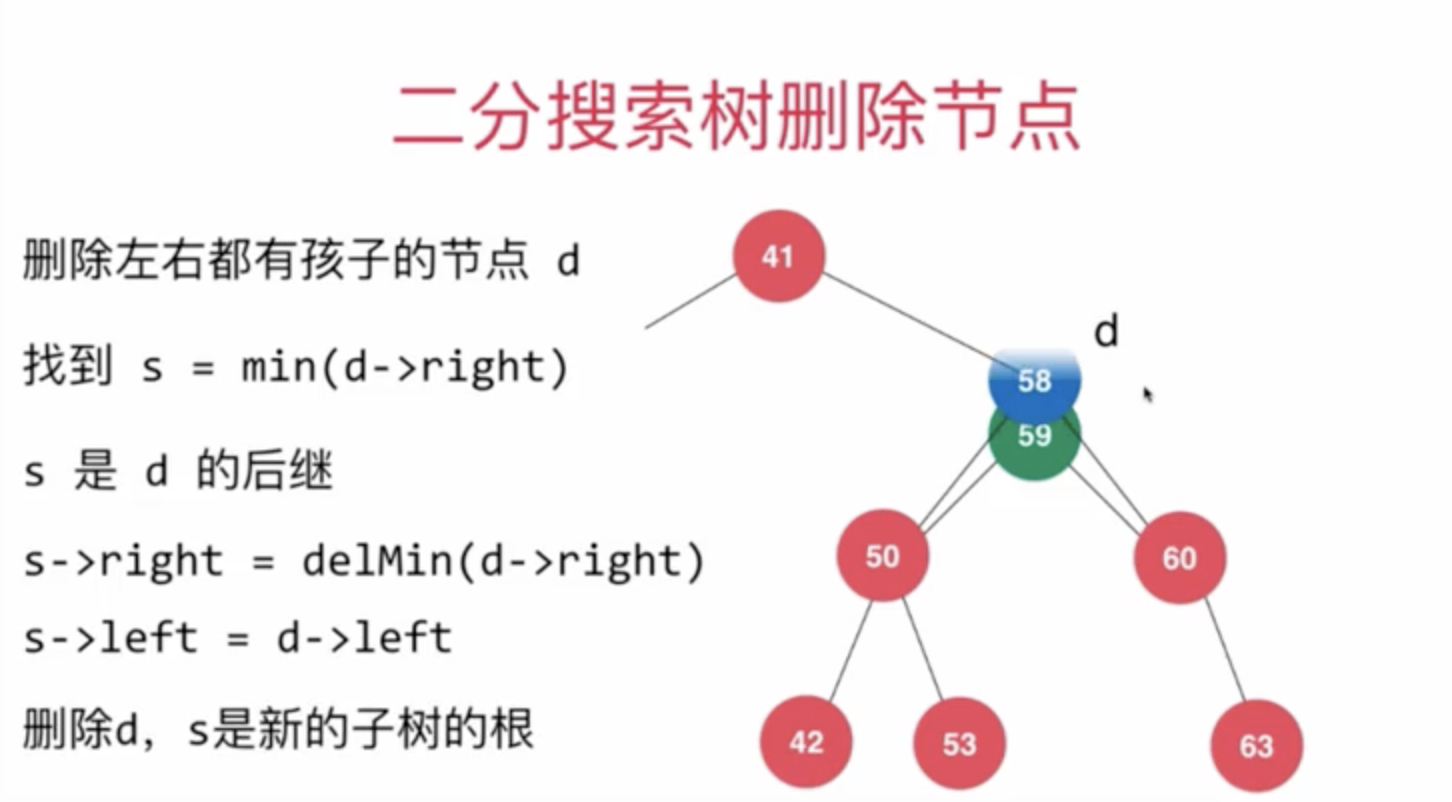 二分搜索树删除节点
删除左右都有孩子的节点 d
找到 s = min(d->right)
s 是 d 的后继
s->right = delMin(d->right)
s->left = d->left
删除d, s是新的子树的根
41
d
58
59
50
60
42
53
63